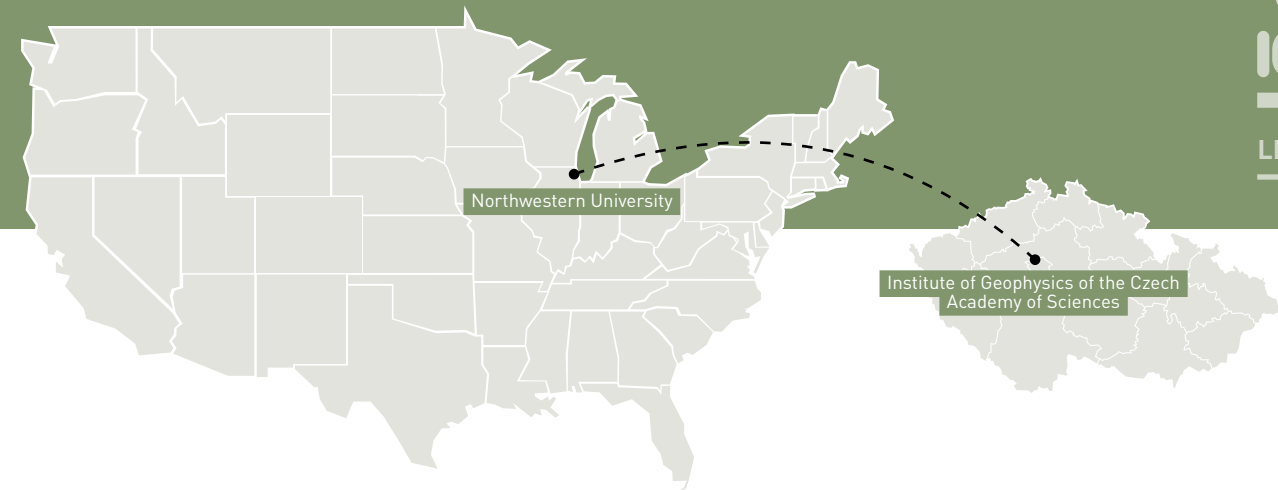 Northwestern University
Institute of Geophysics of the Czech
Academy of Sciences